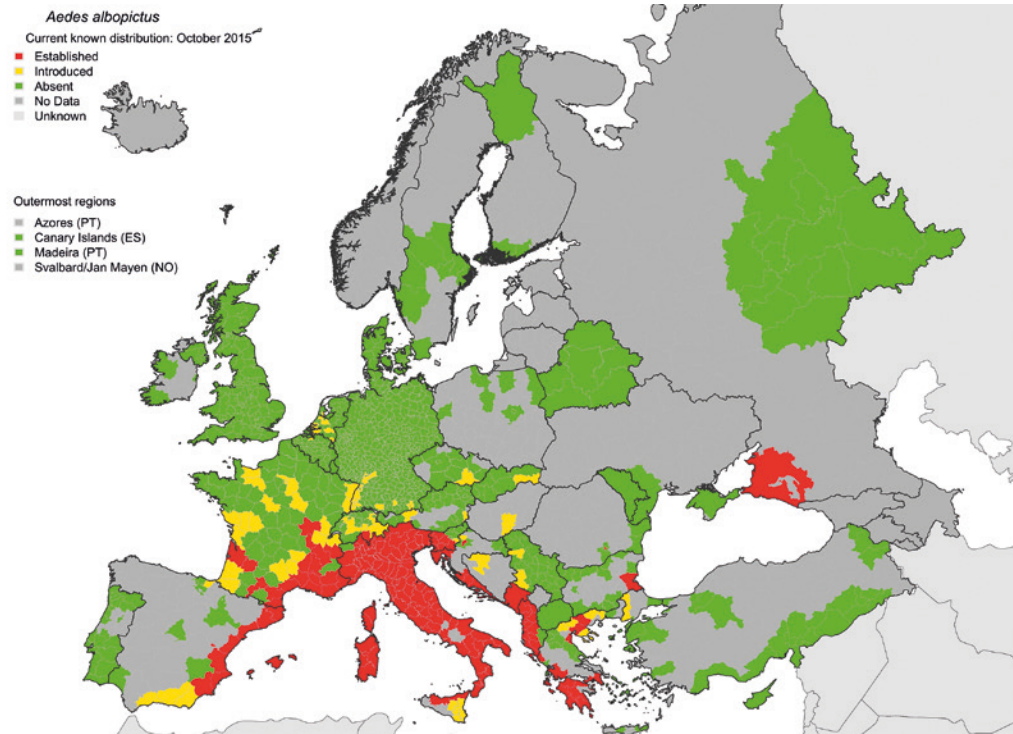 Aedes albopictus
Current known distribution: October 2015
Established
Introduced
Absent
No Data
Unknown
Outermost regions
Azores (PT)
Canary Islands (ES)
Madeira (PT)
Svalbard/Jan Mayen (NO)